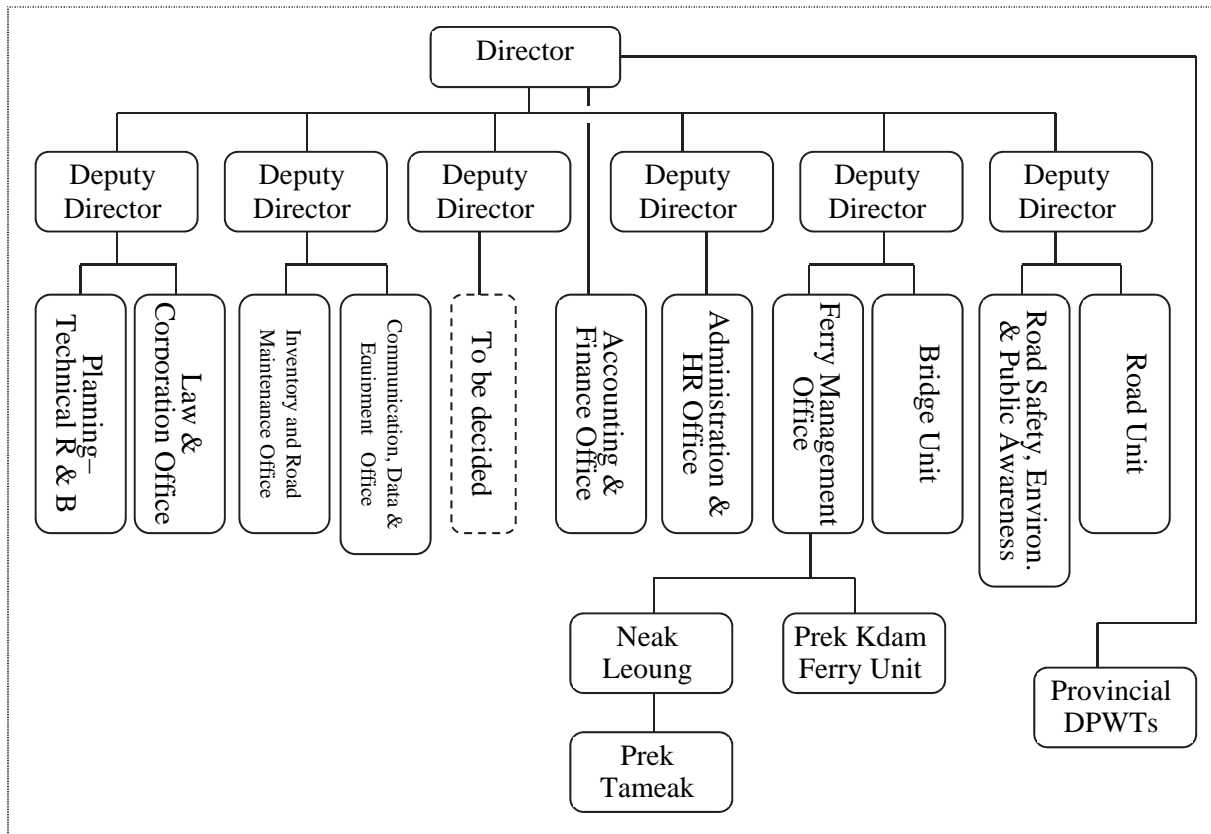 Director
Deputy
Director
Deputy
Director
Deputy
Director
Deputy
Director
Deputy
Director
Deputy
Director
Planning–
Technical R & B
Law &
Corporation Office
Inventory and Road
Maintenance Office
Communication, Data &
Equipment Office
To be decided
Accounting &
Finance Office
Administration &
HR Office
Ferry Management
Office
Bridge Unit
Road Safety, Environ.
& Public Awareness
Road Unit
Neak
Leoung
Prek Kdam
Ferry Unit
Provincial
DPWTs
Prek
Tameak